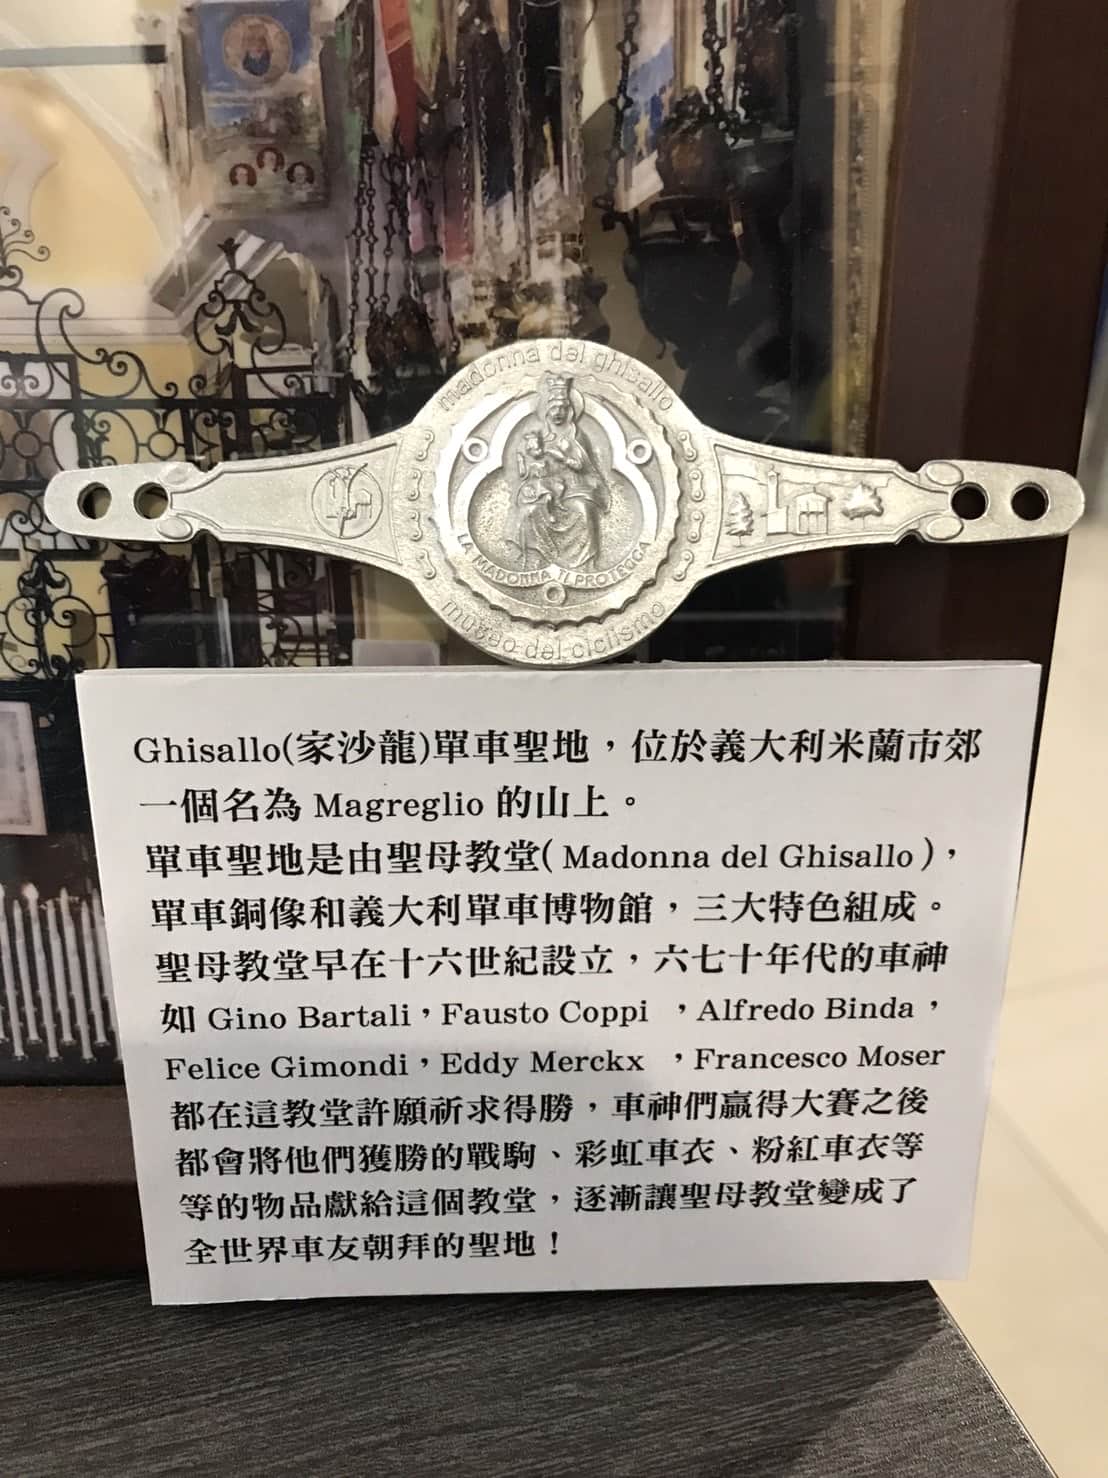 madonna del ghisallo
LA MADONNA TI PROTEGGA
museo del ciclismo
Ghisallo(家沙龍)單車聖地，位於義大利米蘭市郊
一個名為 Magreglio 的山上。
單車聖地是由聖母教堂( Madonna del Ghisallo )，
單車銅像和義大利單車博物館，三大特色組成。
聖母教堂早在十六世紀設立，六七十年代的車神
如 Gino Bartali，Fausto Coppi ，Alfredo Binda，
Felice Gimondi，Eddy Merckx ，Francesco Moser
都在這教堂許願祈求得勝，車神們贏得大賽之後
都會將他們獲勝的戰駒、彩虹車衣、粉紅車衣等
等的物品獻給這個教堂，逐漸讓聖母教堂變成了
全世界車友朝拜的聖地！